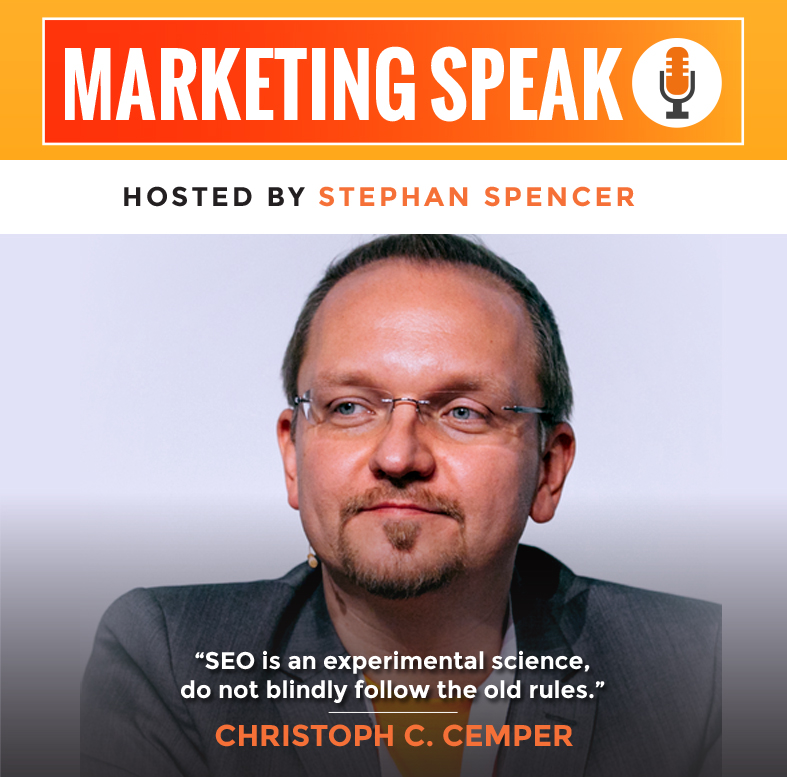 MARKETING SPEAK
HOSTED BY STEPHAN SPENCER
“SEO is an experimental science,
do not blindly follow the old rules.”
CHRISTOPH C. CEMPER